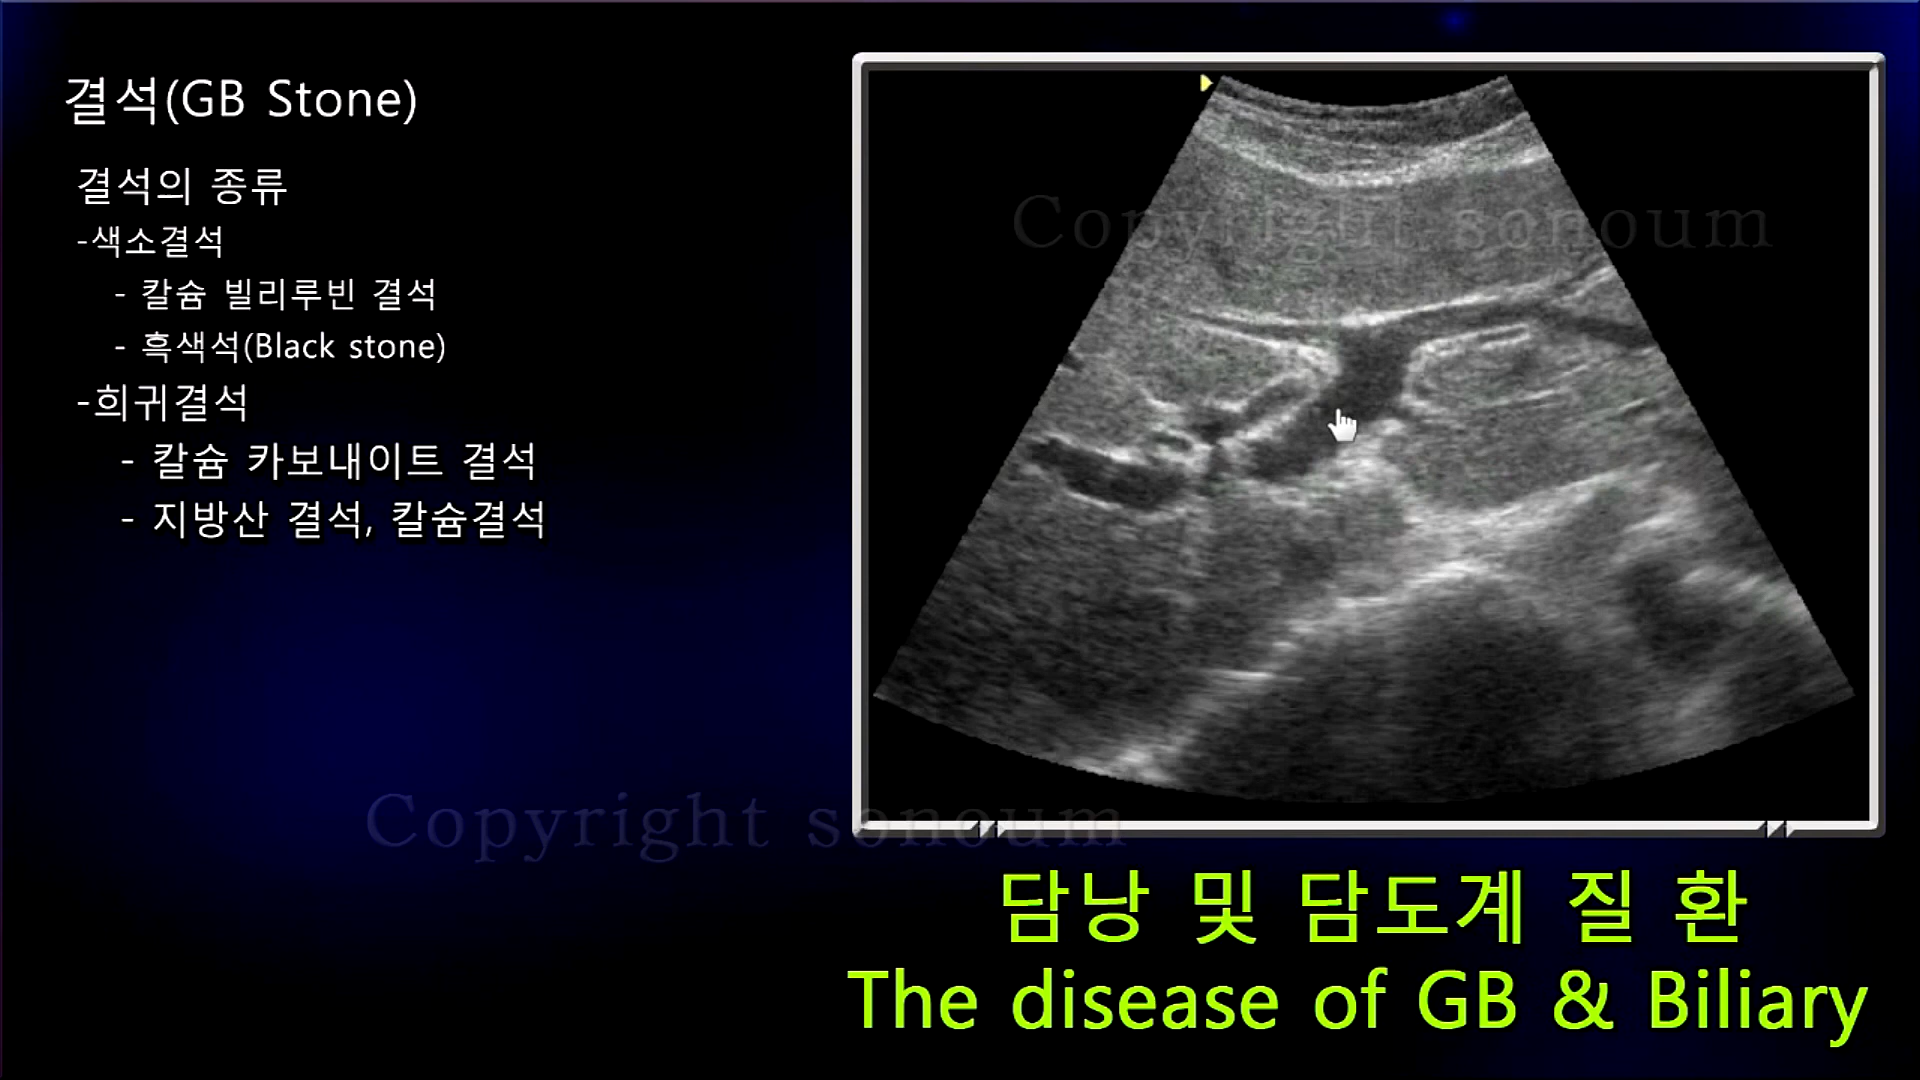 결석(GB Stone)
결석의 종류
-색소결석
- 칼슘 빌리루빈 결석
- 흑색석(Black stone)
-희귀결석
- 칼슘 카보내이트 결석
- 지방산 결석, 칼슘결석
Copyright sonoum
Copyright sonoum
담낭 및 담도계 질 환
The disease of GB & Biliary